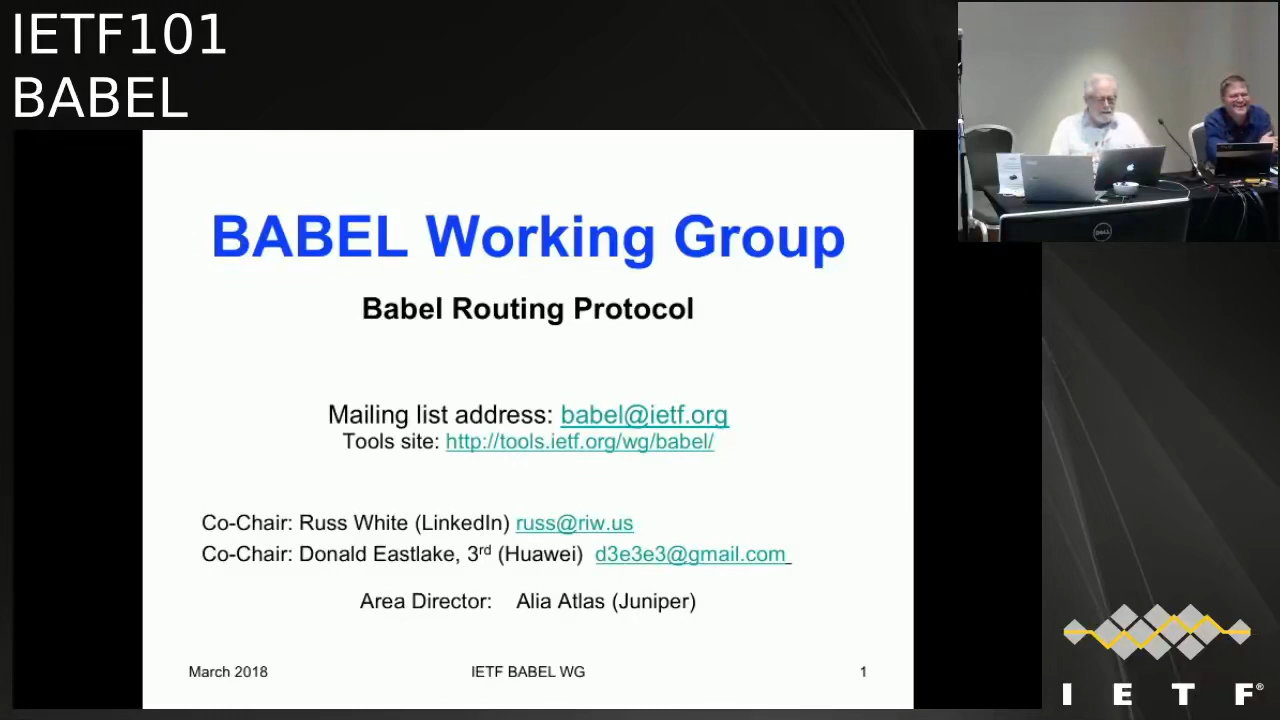 IETF101
BABEL
BABEL Working Group
Babel Routing Protocol
Mailing list address: babel@ietf.org
Tools site: http://tools.ietf.org/wg/babel/
Co-Chair: Russ White (LinkedIn) russ@riw.us
Co-Chair: Donald Eastlake, 3rd (Huawei) d3e3e3@gmail.com
Area Director: Alia Atlas (Juniper)
March 2018 IETF BABEL WG 1
DELL
I E T F®